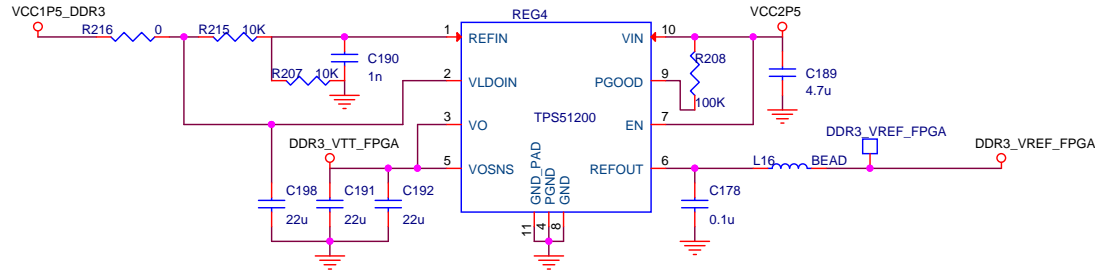 VCC1P5_DDR3
REG4
VCC2P5
R216 0
R215 10K
1
REFIN
VIN
10
C190
1n
R207 10K
R208
100K
C189
4.7u
2
VLDOIN
PGOOD
9
3
VO
TPS51200
EN
7
DDR3_VTT_FPGA
DDR3_VREF_FPGA
DDR3_VREF_FPGA
5
VOSNS
REFOUT
6
L16
BEAD
GND_PAD
PGND
GND
C198
22u
C191
22u
C192
22u
C178
0.1u
11
4
8